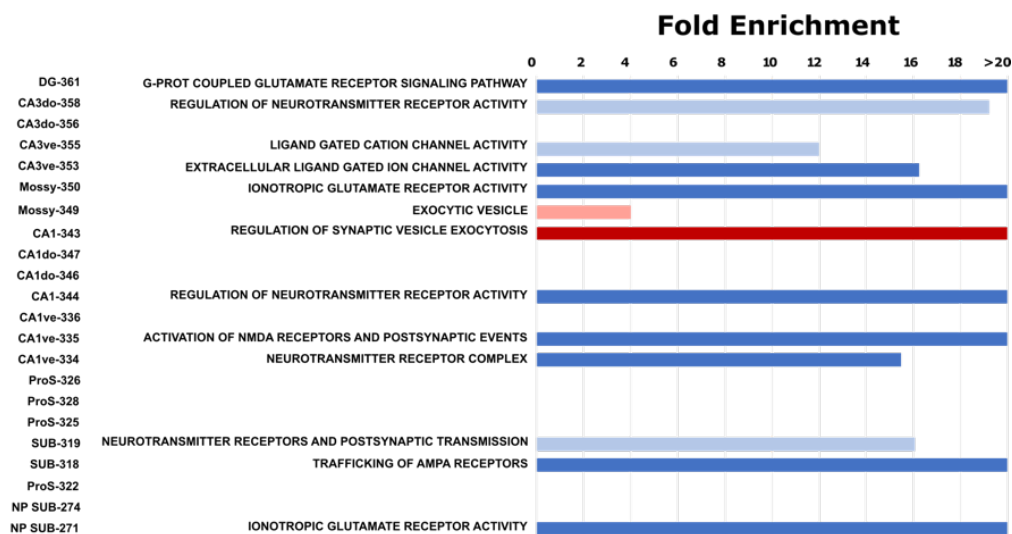 Fold Enrichment
0 2 4 6 8 10 12 14 16 18 >20
DG-361 G-PROT COUPLED GLUTAMATE RECEPTOR SIGNALING PATHWAY
CA3do-358 REGULATION OF NEUROTRANSMITTER RECEPTOR ACTIVITY
CA3do-356
CA3ve-355 LIGAND GATED CATION CHANNEL ACTIVITY
CA3ve-353 EXTRACELLULAR LIGAND GATED ION CHANNEL ACTIVITY
Mossy-350 IONOTROPIC GLUTAMATE RECEPTOR ACTIVITY
Mossy-349 EXOCYTIC VESICLE
CA1-343 REGULATION OF SYNAPTIC VESICLE EXOCYTOSIS
CA1do-347
CA1do-346
CA1-344 REGULATION OF NEUROTRANSMITTER RECEPTOR ACTIVITY
CA1ve-336
CA1ve-335 ACTIVATION OF NMDA RECEPTORS AND POSTSYNAPTIC EVENTS
CA1ve-334 NEUROTRANSMITTER RECEPTOR COMPLEX
ProS-326
ProS-328
ProS-325
SUB-319 NEUROTRANSMITTER RECEPTORS AND POSTSYNAPTIC TRANSMISSION
SUB-318 TRAFFICKING OF AMPA RECEPTORS
ProS-322
NP SUB-274
NP SUB-271 IONOTROPIC GLUTAMATE RECEPTOR ACTIVITY